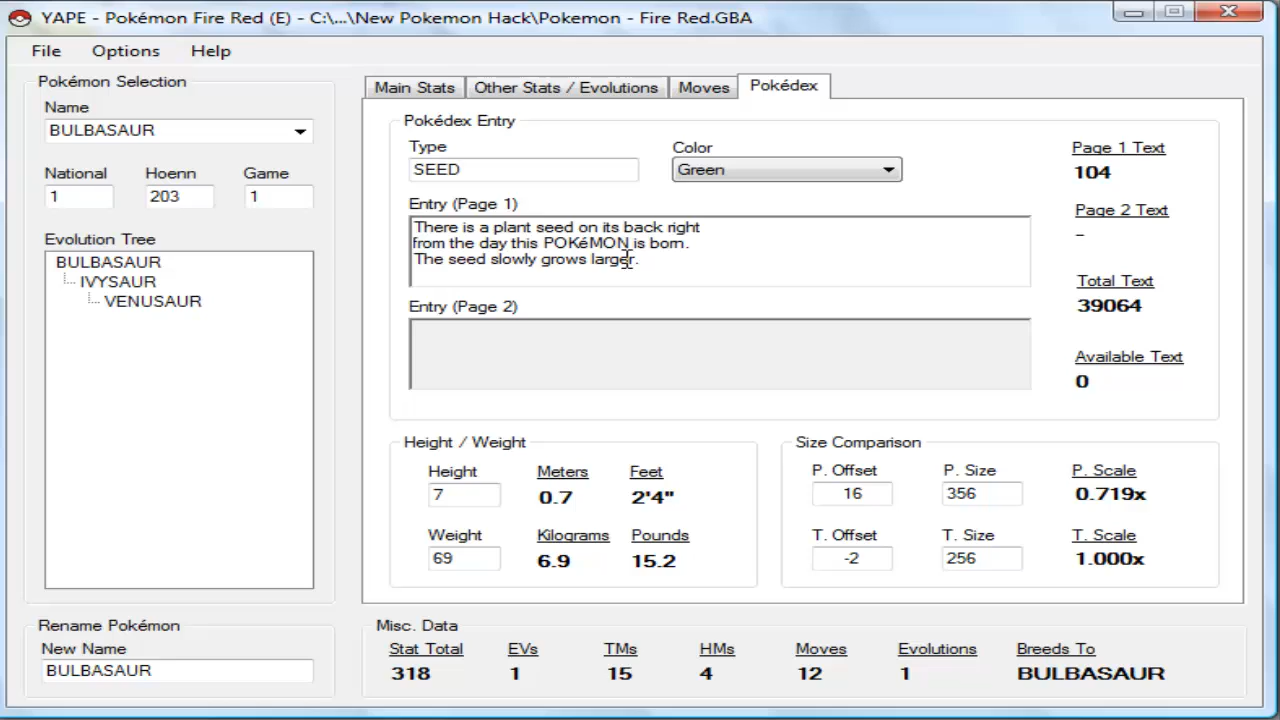 YAPE - Pokémon Fire Red (E) - C:\...\New Pokemon Hack\Pokemon - Fire Red.GBA
File Options Help
Pokémon Selection
Name
BULBASAUR
National Hoenn Game
1 203 1
Evolution Tree
BULBASAUR
IVYSAUR
VENUSAUR
Rename Pokémon
New Name
BULBASAUR
Main Stats Other Stats / Evolutions Moves Pokédex
Pokédex Entry
Type Color
SEED Green
Entry (Page 1)
There is a plant seed on its back right
from the day this POKéMON is born.
The seed slowly grows larger.
Entry (Page 2)
Page 1 Text
104
Page 2 Text
-
Total Text
39064
Available Text
0
Height / Weight
Height Meters Feet
7 0.7 2'4"
Weight Kilograms Pounds
69 6.9 15.2
Size Comparison
P. Offset P. Size P. Scale
16 356 0.719x
T. Offset T. Size T. Scale
-2 256 1.000x
Misc. Data
Stat Total EVs TMs HMs Moves Evolutions Breeds To
318 1 15 4 12 1 BULBASAUR